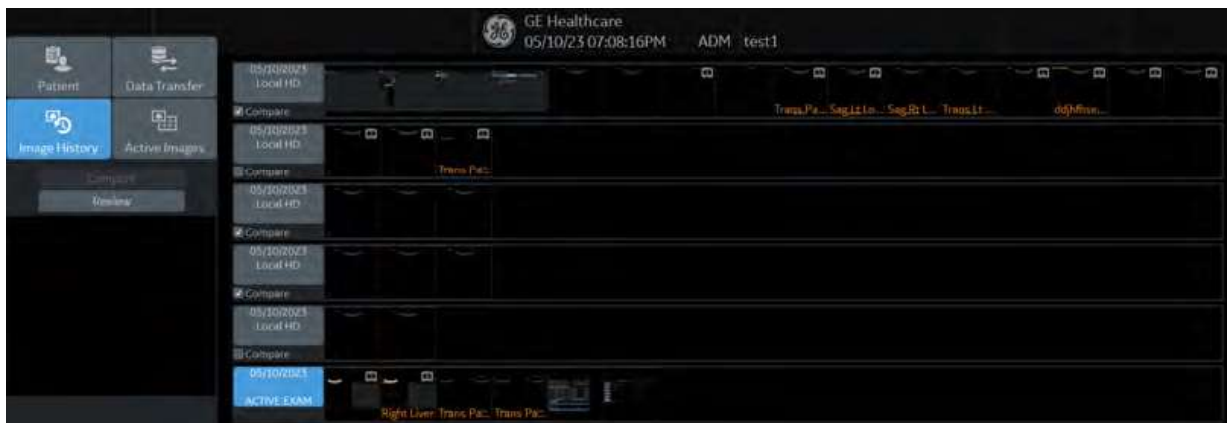 GE Healthcare
05/10/23 07:08:16PM ADM test1
Patient
Data Transfer
Image History
Active Images
Compare
Review
05/10/2023
Local HD
Compare
Trans Pa... Sag Lt Lo... Sag Rt L... Trans Lt ...
05/10/2023
Local HD
Compare
Trans Pa...
05/10/2023
Local HD
Compare
05/10/2023
Local HD
Compare
05/10/2023
Local HD
Compare
05/10/2023
ACTIVE EXAM
Right Liver Trans Pa... Trans Pa...